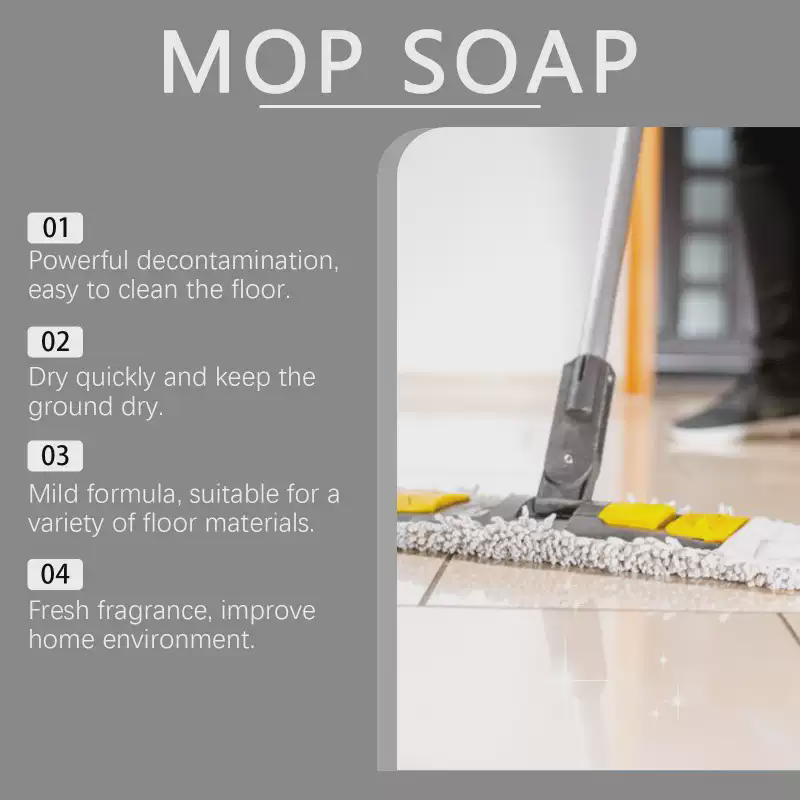 MOP SOAP
01
Powerful decontamination,
easy to clean the floor.
02
Dry quickly and keep the
ground dry.
03
Mild formula, suitable for a
variety of floor materials.
04
Fresh fragrance, improve
home environment.